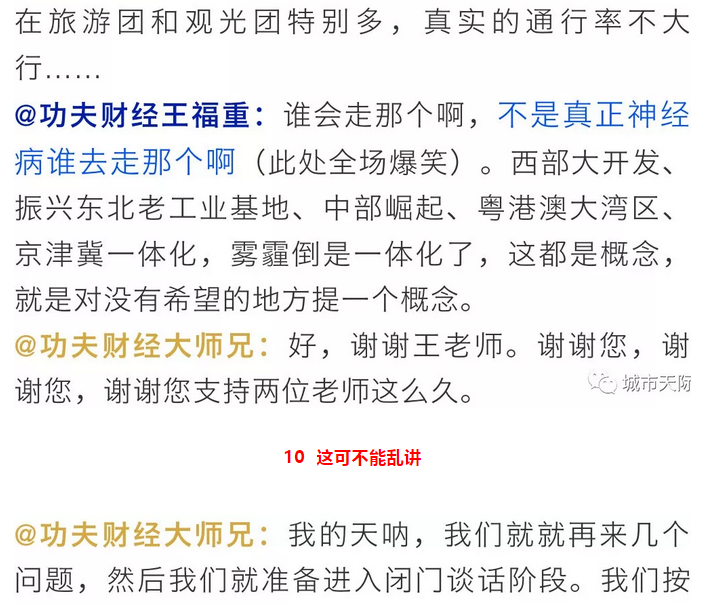 在旅游团和观光团特别多，真实的通行率不大
行……
@功夫财经王福重：谁会走那个啊，不是真正神经
病谁去走那个啊（此处全场爆笑）。西部大开发、
振兴东北老工业基地、中部崛起、粤港澳大湾区、
京津冀一体化，雾霾倒是一体化了，这都是概念，
就是对没有希望的地方提一个概念。
@功夫财经大师兄：好，谢谢王老师。谢谢您，谢
谢您，谢谢您支持两位老师这么久。
城市天际
10 这可不能乱讲
@功夫财经大师兄：我的天呐，我们就就再来几个
问题，然后我们就准备进入闭门谈话阶段。我们按